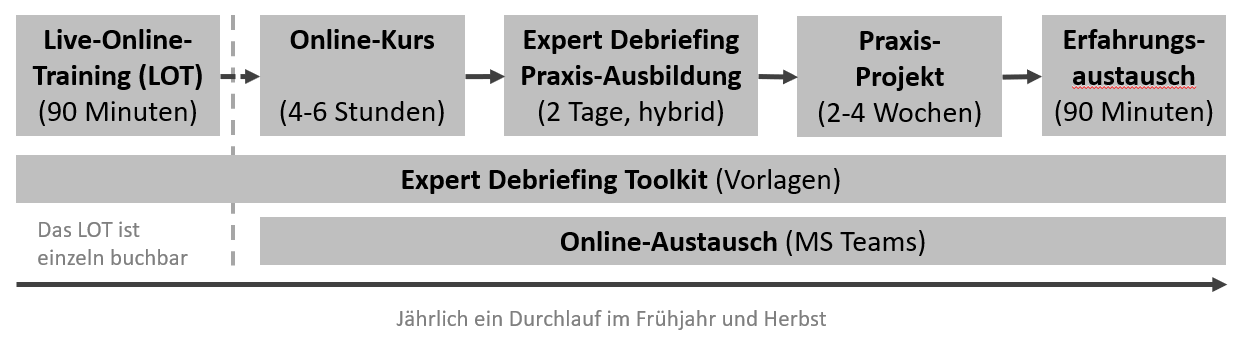 Live-Online-
Training (LOT)
(90 Minuten)
Online-Kurs
(4-6 Stunden)
Expert Debriefing
Praxis-Ausbildung
(2 Tage, hybrid)
Praxis-
Projekt
(2-4 Wochen)
Erfahrungs-
austausch
(90 Minuten)
Expert Debriefing Toolkit (Vorlagen)
Das LOT ist
einzeln buchbar
Online-Austausch (MS Teams)
Jährlich ein Durchlauf im Frühjahr und Herbst